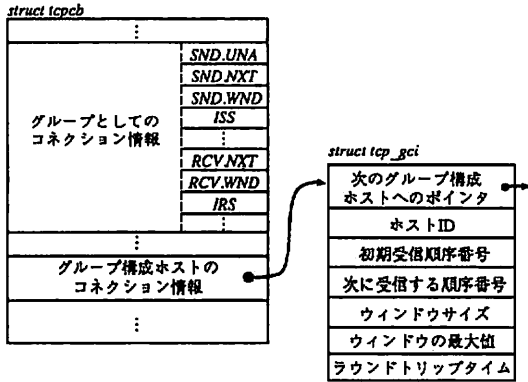 struct tcpcb
⋮
グループとしての
コネクション情報
SND.UNA
SND.NXT
SND.WND
ISS
⋮
RCV.NXT
RCV.WND
IRS
⋮
⋮
グループ構成ホストの
コネクション情報
⋮
struct tcp_gci
次のグループ構成
ホストへのポインタ
ホストID
初期受信順序番号
次に受信する順序番号
ウィンドウサイズ
ウィンドウの最大値
ラウンドトリップタイム